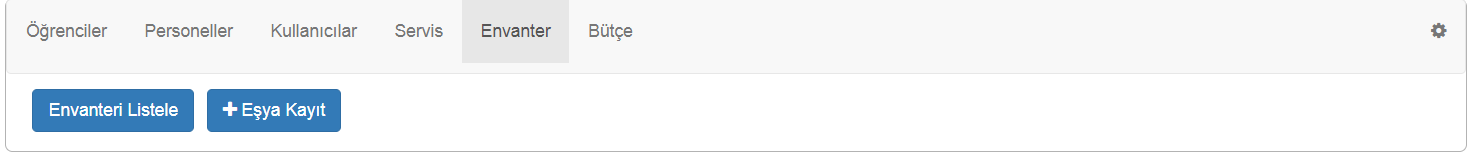 Öğrenciler Personeller Kullanıcılar Servis Envanter Bütçe
Envanteri Listele Eşya Kayıt